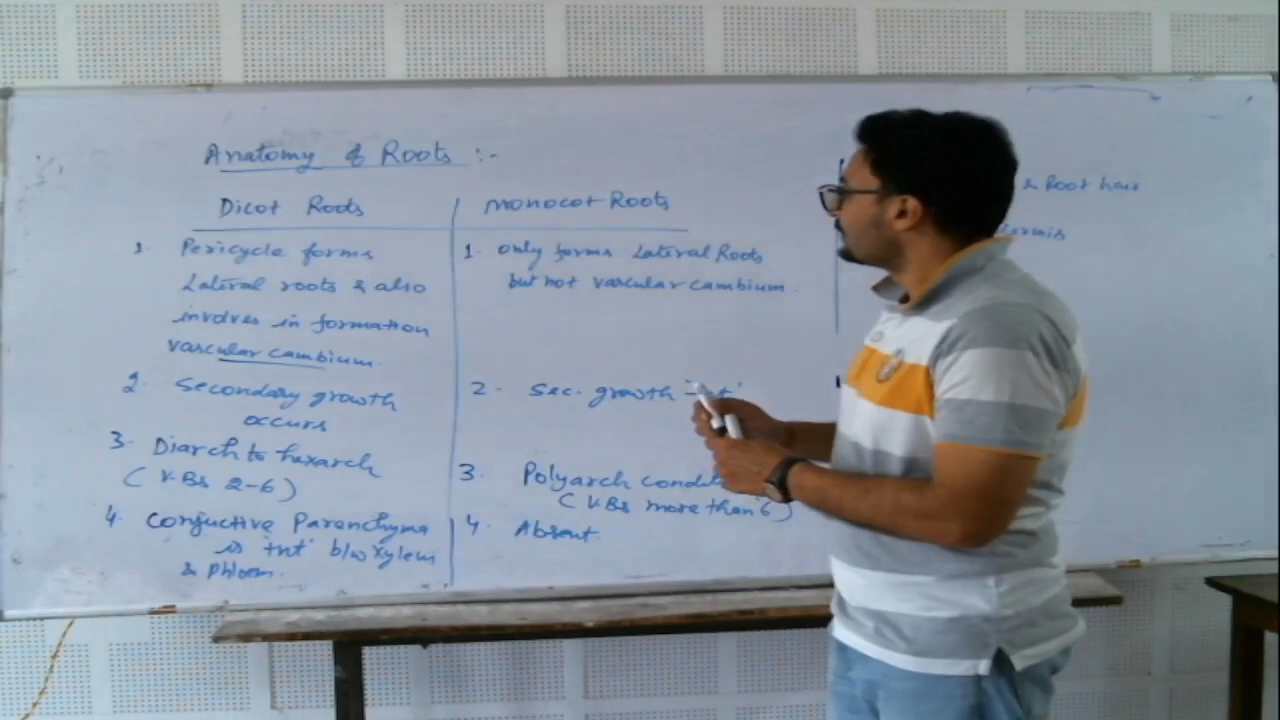 Anatomy of Roots :-
Dicot Roots
1. Pericycle forms
Lateral roots & also
involves in formation
vascular cambium.
2. Secondary growth
occurs
3. Diarch to hexarch
( V.Bs 2-6 )
4. Conjuctive Parenchyma
is b/w xylem
& Phloem.
monocot Roots
1. only forms Lateral Roots
but not vascular cambium.
2. Sec. growth
3. Polyarch
( V.Bs more than 6 )
4. Absent.
& Root hair